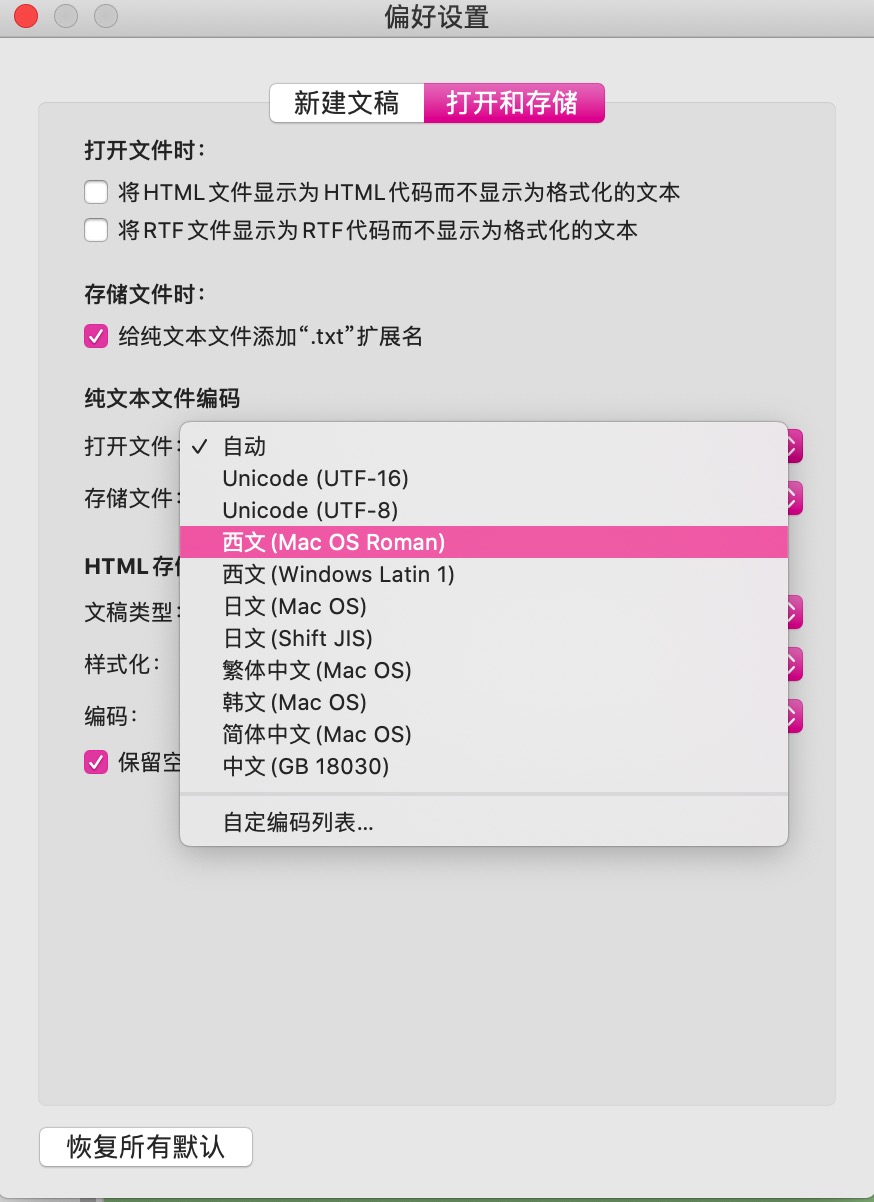 偏好设置
新建文稿 打开和存储
打开文件时：
将HTML文件显示为HTML代码而不显示为格式化的文本
将RTF文件显示为RTF代码而不显示为格式化的文本
存储文件时：
给纯文本文件添加“.txt”扩展名
纯文本文件编码
打开文件： ✓ 自动
Unicode (UTF-16)
存储文件：
Unicode (UTF-8)
西文 (Mac OS Roman)
HTML 存
西文 (Windows Latin 1)
文稿类型： 日文 (Mac OS)
日文 (Shift JIS)
样式化： 繁体中文 (Mac OS)
韩文 (Mac OS)
编码：
简体中文 (Mac OS)
保留空 中文 (GB 18030)
自定编码列表...
恢复所有默认